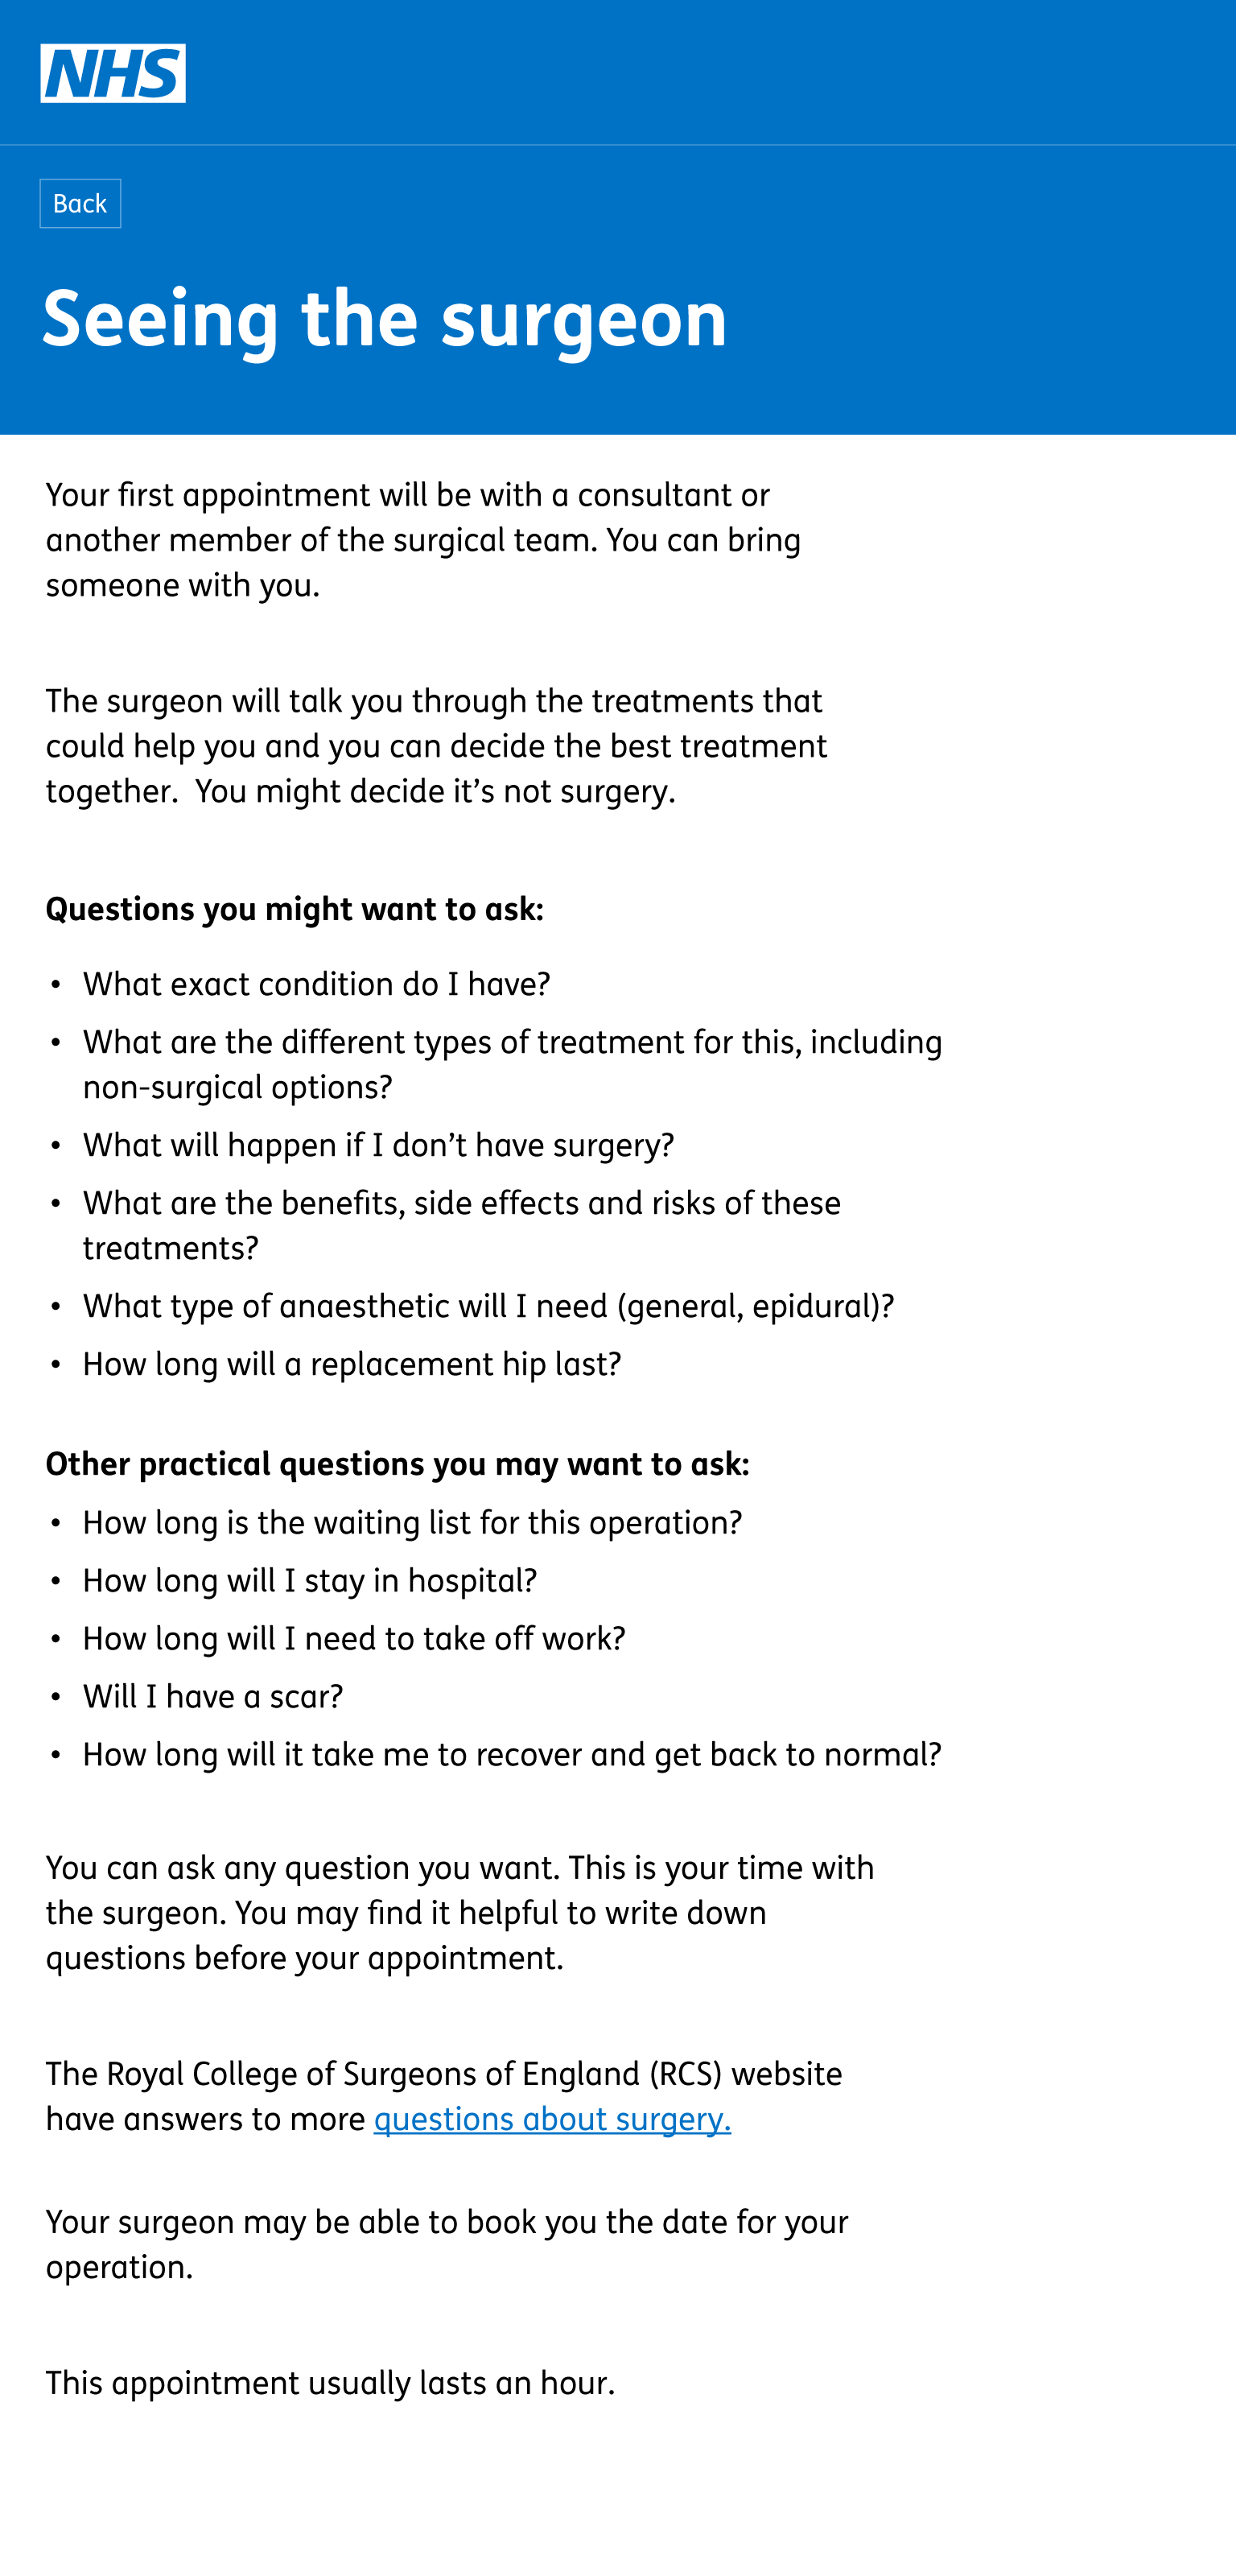 NHS
Back
Seeing the surgeon
Your first appointment will be with a consultant or
another member of the surgical team. You can bring
someone with you.
The surgeon will talk you through the treatments that
could help you and you can decide the best treatment
together.  You might decide it’s not surgery.
Questions you might want to ask:
• What exact condition do I have?
• What are the different types of treatment for this, including
non-surgical options?
• What will happen if I don’t have surgery?
• What are the benefits, side effects and risks of these
treatments?
• What type of anaesthetic will I need (general, epidural)?
• How long will a replacement hip last?
Other practical questions you may want to ask:
• How long is the waiting list for this operation?
• How long will I stay in hospital?
• How long will I need to take off work?
• Will I have a scar?
• How long will it take me to recover and get back to normal?
You can ask any question you want. This is your time with
the surgeon. You may find it helpful to write down
questions before your appointment.
The Royal College of Surgeons of England (RCS) website
have answers to more questions about surgery.
Your surgeon may be able to book you the date for your
operation.
This appointment usually lasts an hour.